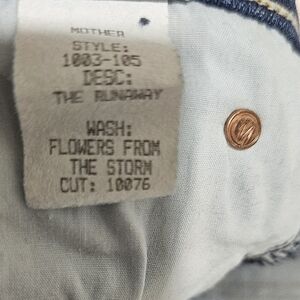 MOTHER
STYLE:
1003-105
DESC:
THE RUNAWAY
WASH:
FLOWERS FROM
THE STORM
CUT: 10076